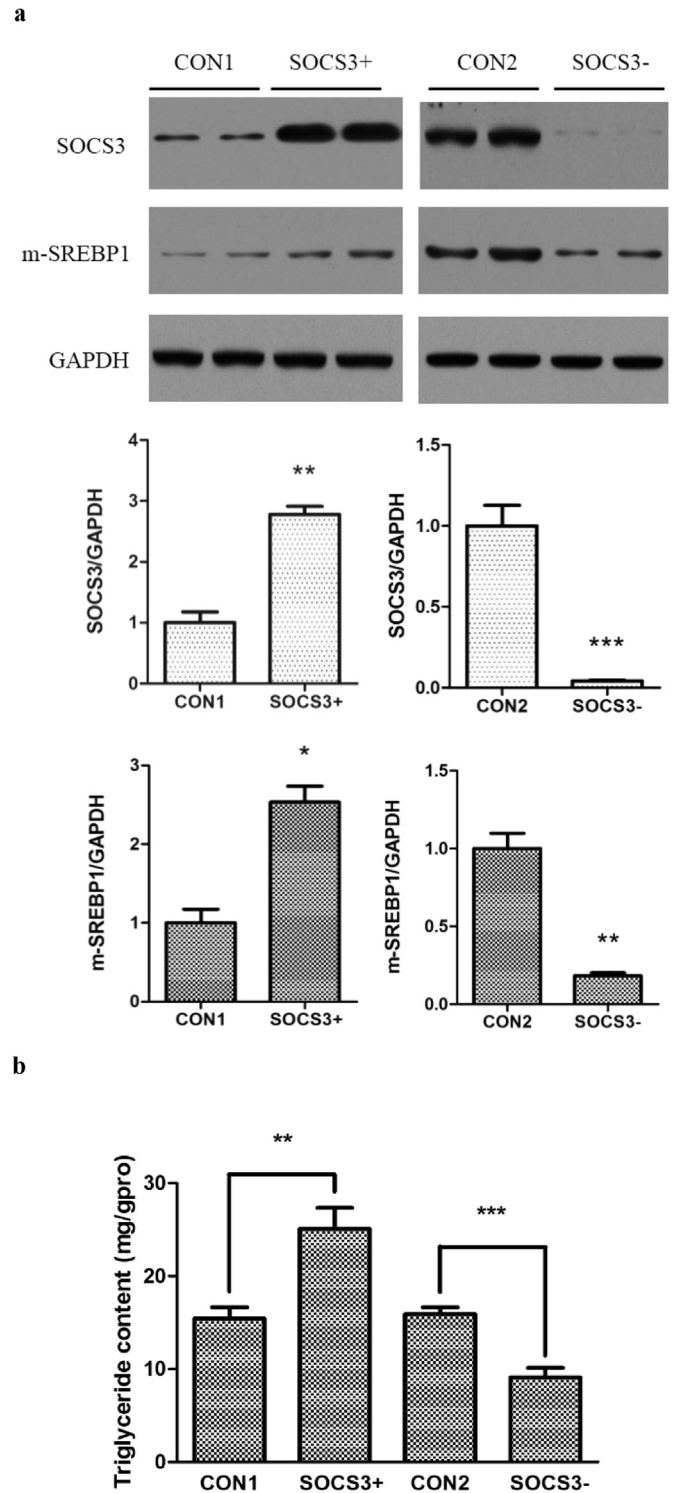 a
CON1 SOCS3+ CON2 SOCS3-
SOCS3
m-SREBP1
GAPDH
SOCS3/GAPDH
4
3
2
1
0
**
CON1 SOCS3+
SOCS3/GAPDH
1.5
1.0
0.5
0.0
***
CON2 SOCS3-
m-SREBP1/GAPDH
3
2
1
0
*
CON1 SOCS3+
m-SREBP1/GAPDH
1.5
1.0
0.5
0.0
**
CON2 SOCS3-
b
Triglyceride content (mg/gpro)
30
20
10
0
**
***
CON1 SOCS3+ CON2 SOCS3-